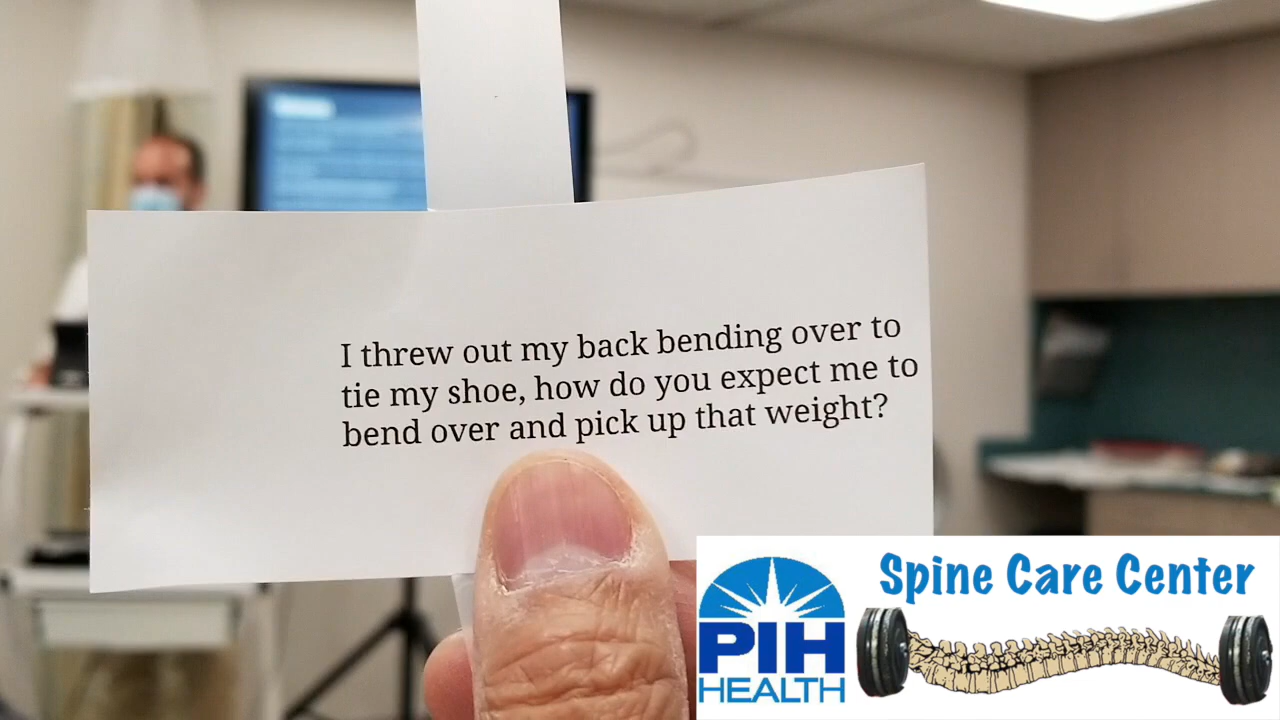 I threw out my back bending over to
tie my shoe, how do you expect me to
bend over and pick up that weight?
Spine Care Center
PIH
HEALTH